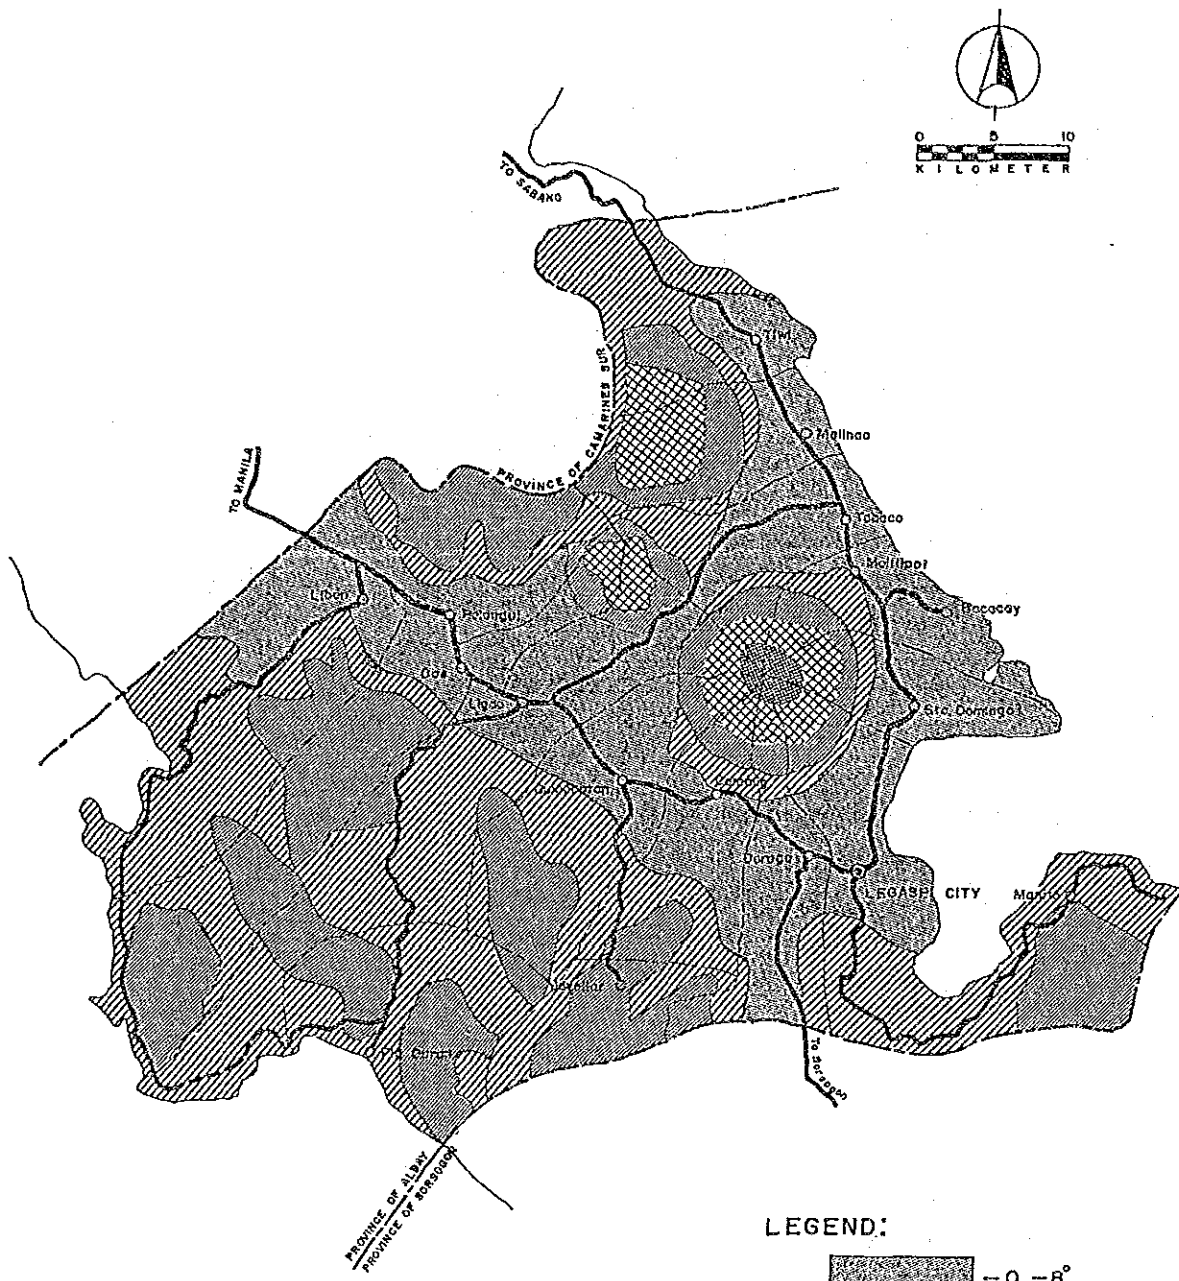 0 5 10
KILOMETER
TO SABANG
Tiwi
PROVINCE OF CAMARINES SUR
Malinao
TO MANILA
Tabaco
Malilipot
Libon
Bacacay
Polangui
Oas
Ligao
Sto. Domingo
Guinobatan
Camalig
Daraga
LEGASPI CITY
Manito
Jovellar
Pio Duran
To Sorsogon
PROVINCE OF ALBAY
PROVINCE OF SORSOGON
LEGEND:
0 - 8°